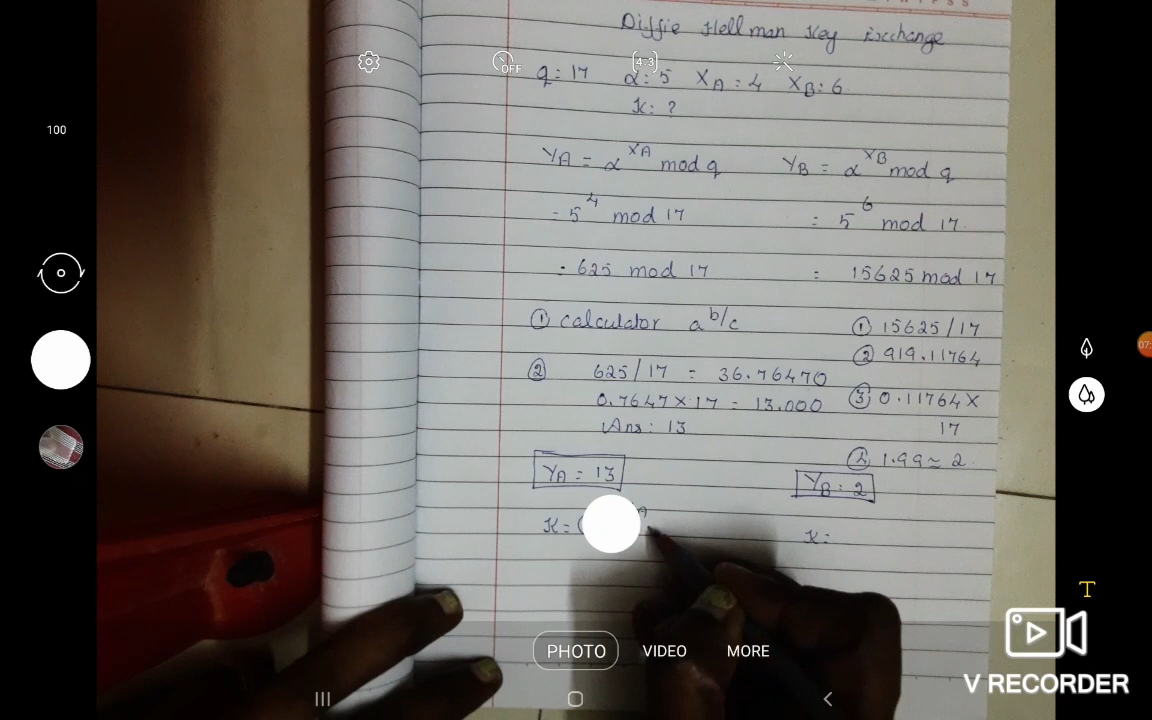 Diffie Hellman Key Exchange
OFF
4:3
q: 17 α: 5 XA: 4 XB: 6
K: ?
100
YA = α^XA mod q YB = α^XB mod q
= 5^4 mod 17 = 5^6 mod 17
= 625 mod 17 = 15625 mod 17
① calculator a^b/c ① 15625/17
② 919.11764
② 625/17 = 36.76470
0.7647×17 = 13.000 ③ 0.11764×
Ans: 13 17
④ 1.99 ≃ 2
YA = 13 YB: 2
K= ( K:
T
PHOTO VIDEO MORE
V RECORDER